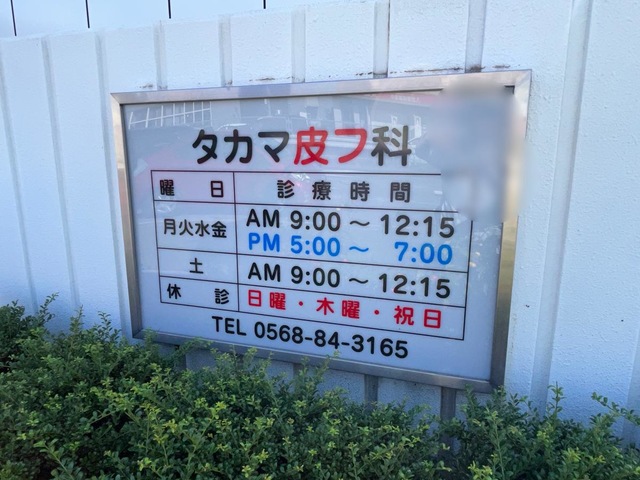 タカマ皮フ科
曜日 診療時間
月火水金 AM 9:00～12:15
PM 5:00～ 7:00
土 AM 9:00～12:15
休診 日曜・木曜・祝日
TEL 0568-84-3165